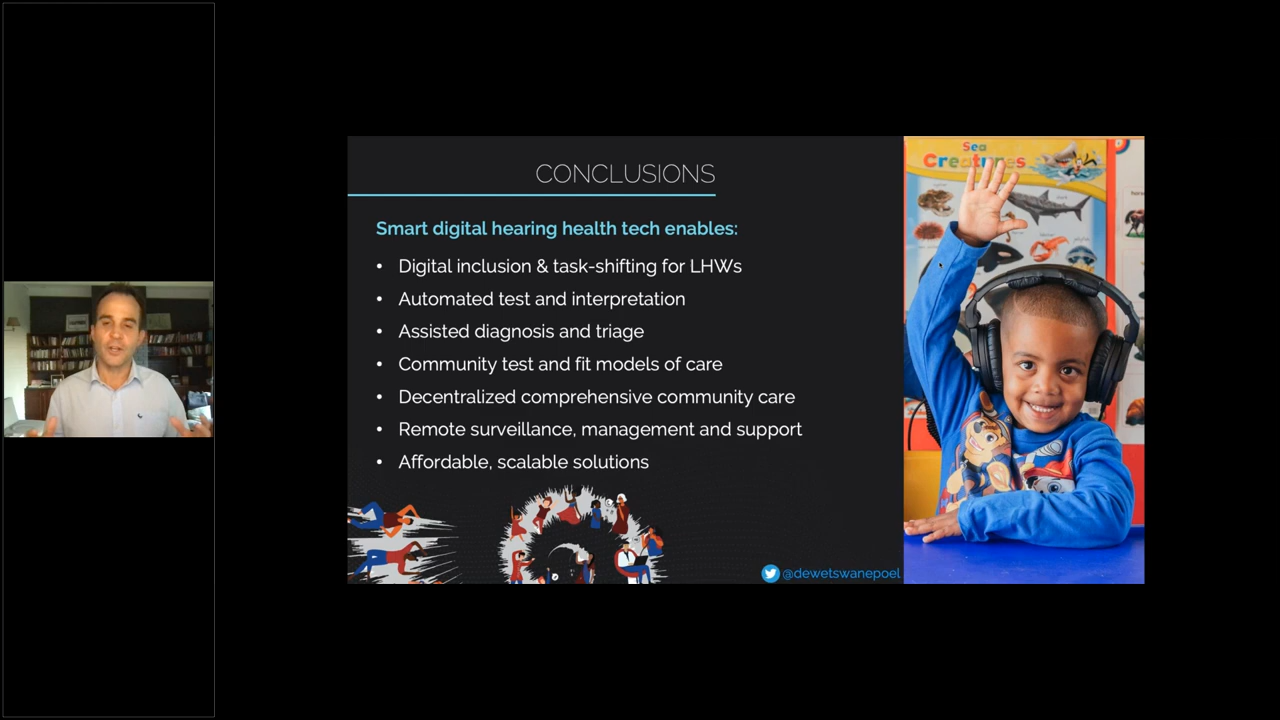 CONCLUSIONS
Smart digital hearing health tech enables:
• Digital inclusion & task-shifting for LHWs
• Automated test and interpretation
• Assisted diagnosis and triage
• Community test and fit models of care
• Decentralized comprehensive community care
• Remote surveillance, management and support
• Affordable, scalable solutions
@dewetswanepoel
Sea
Creatures